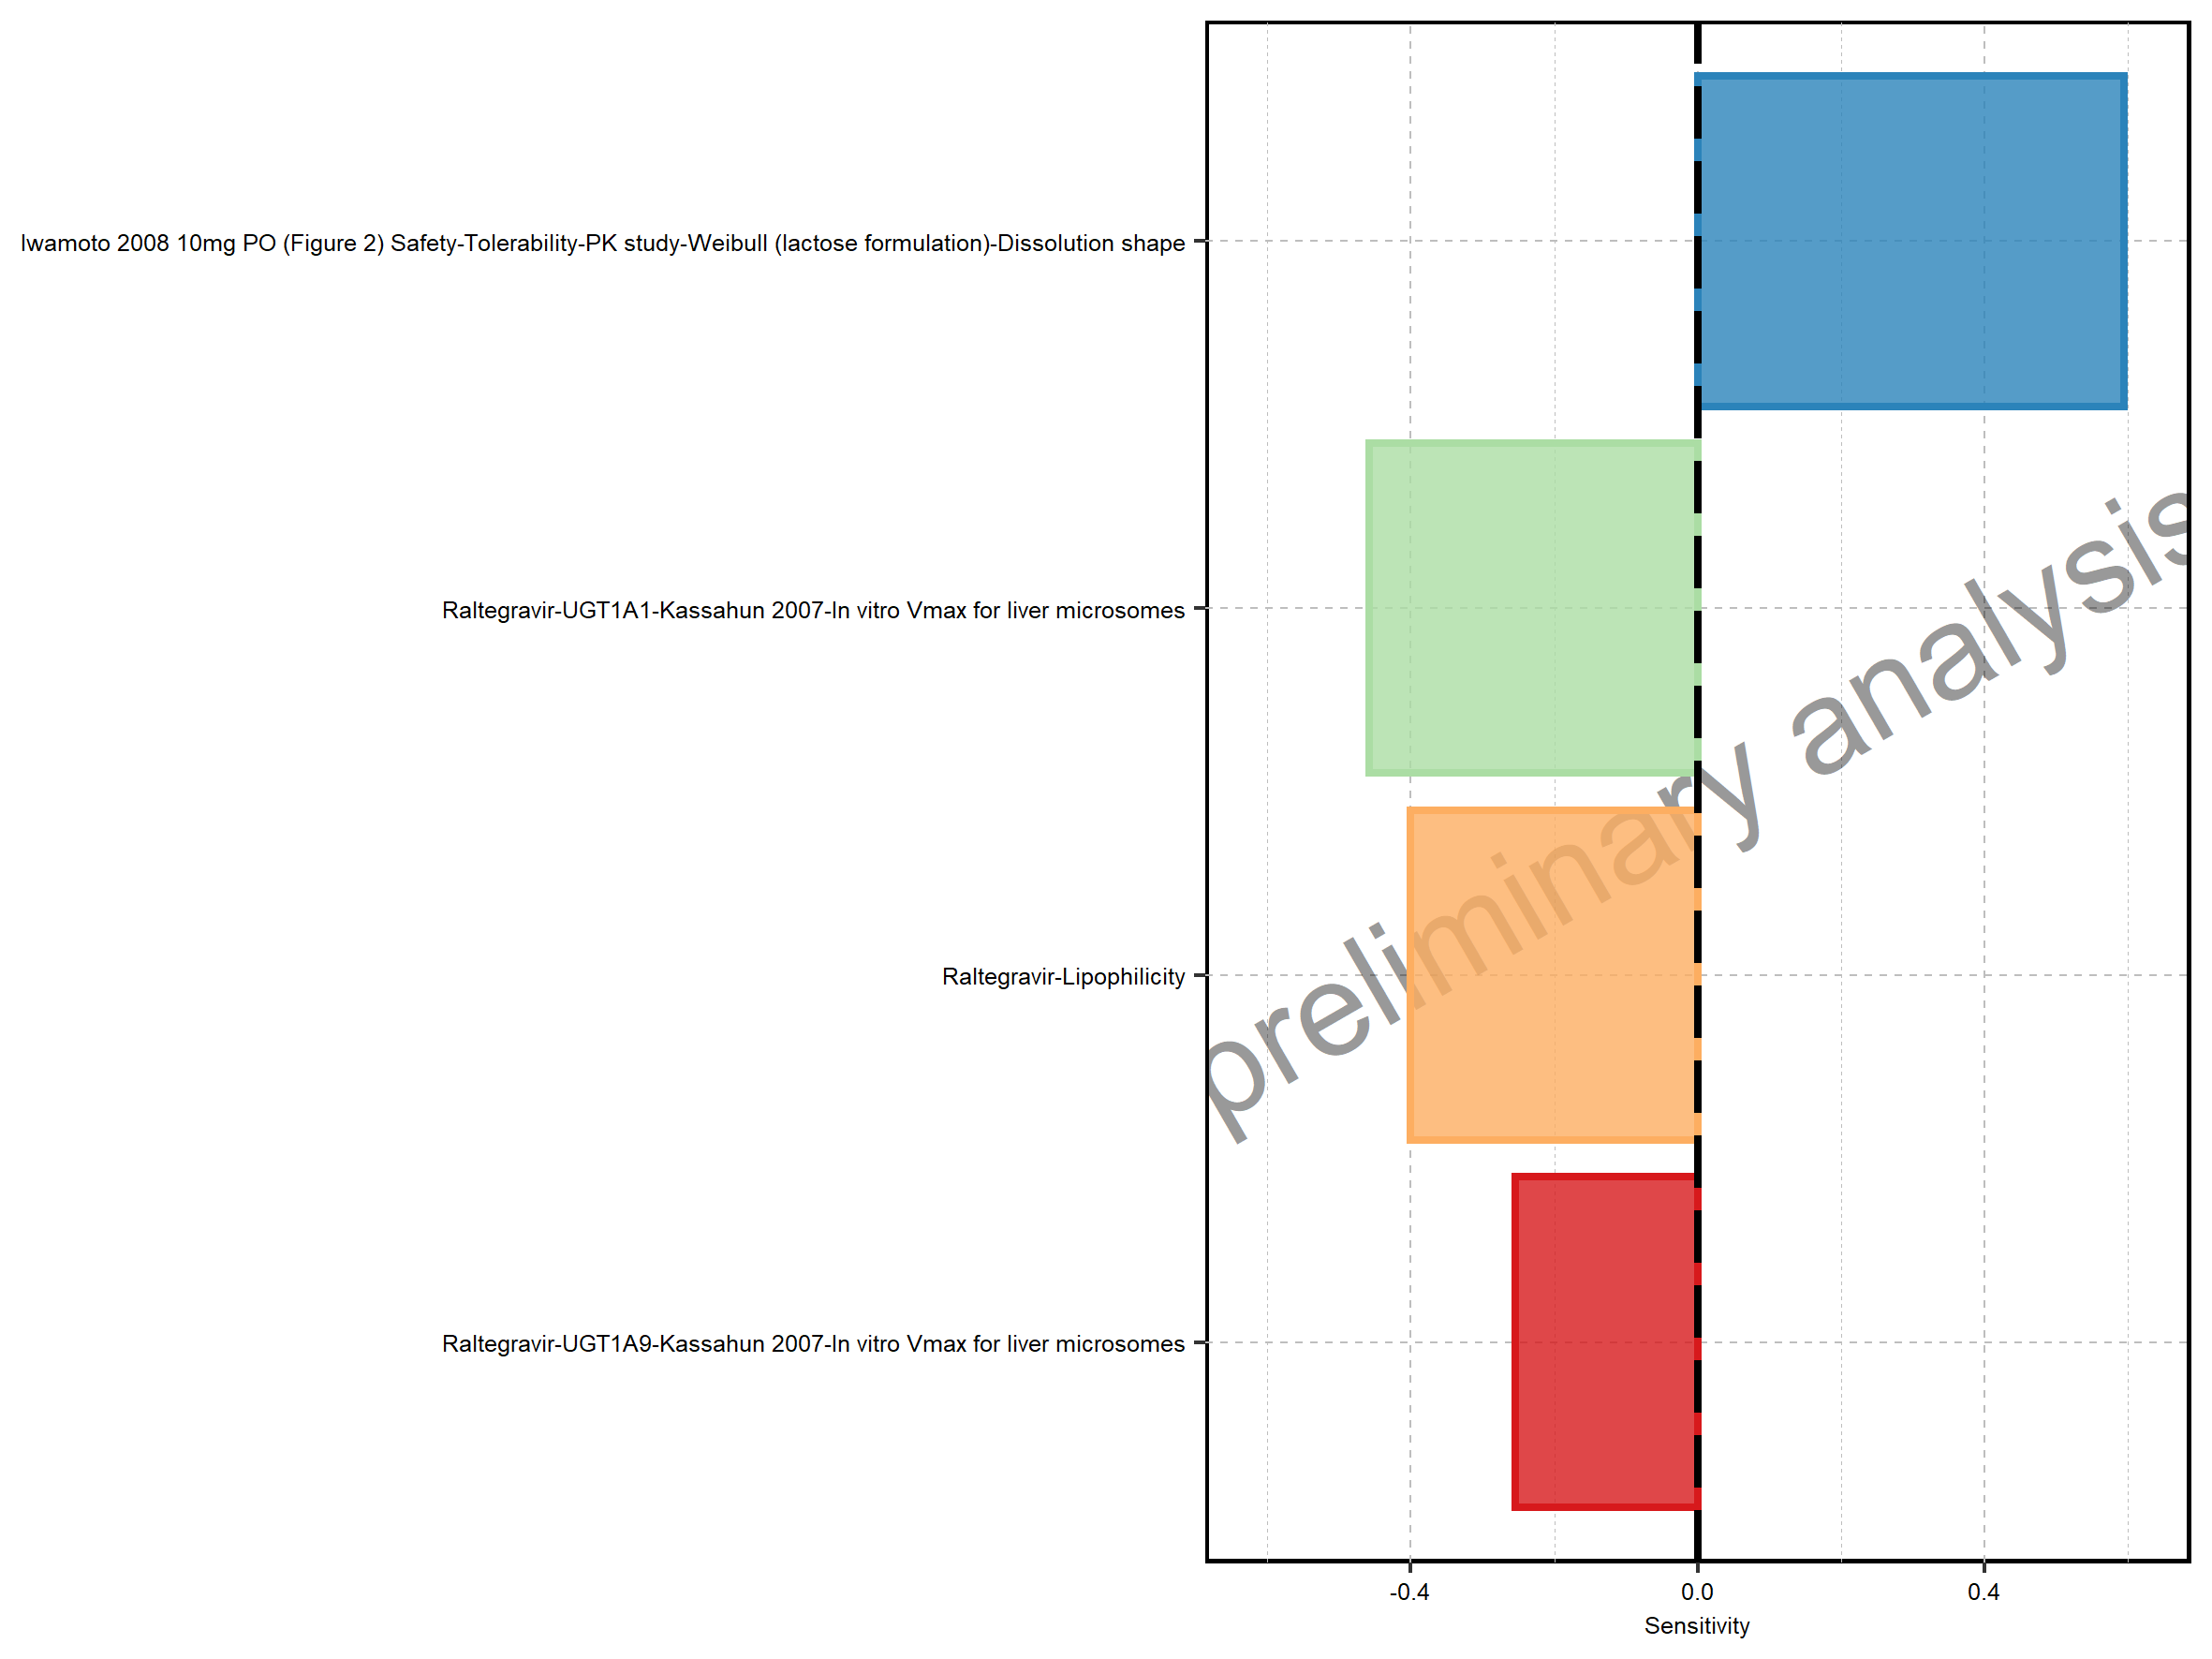 Iwamoto 2008 10mg PO (Figure 2) Safety-Tolerability-PK study-Weibull (lactose formulation)-Dissolution shape
Raltegravir-UGT1A1-Kassahun 2007-In vitro Vmax for liver microsomes
Raltegravir-Lipophilicity
Raltegravir-UGT1A9-Kassahun 2007-In vitro Vmax for liver microsomes
preliminary analysis
-0.4 0.0 0.4
Sensitivity